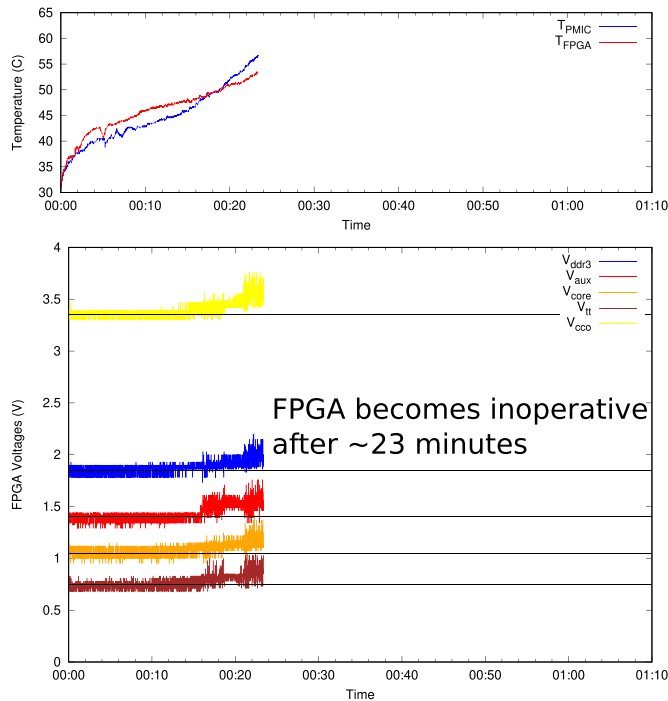 65
60
55
50
45
40
35
30
Temperature (C)
T_PMIC
T_FPGA
00:00 00:10 00:20 00:30 00:40 00:50 01:00 01:10
Time
4
3.5
3
2.5
2
1.5
1
0.5
0
FPGA Voltages (V)
V_ddr3
V_aux
V_core
V_tt
V_cco
FPGA becomes inoperative
after ~23 minutes
00:00 00:10 00:20 00:30 00:40 00:50 01:00 01:10
Time